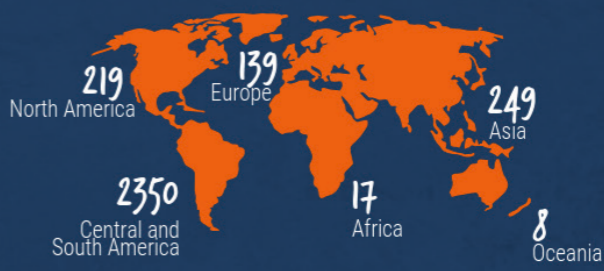 219
North America
139
Europe
249
Asia
2350
Central and
South America
17
Africa
8
Oceania